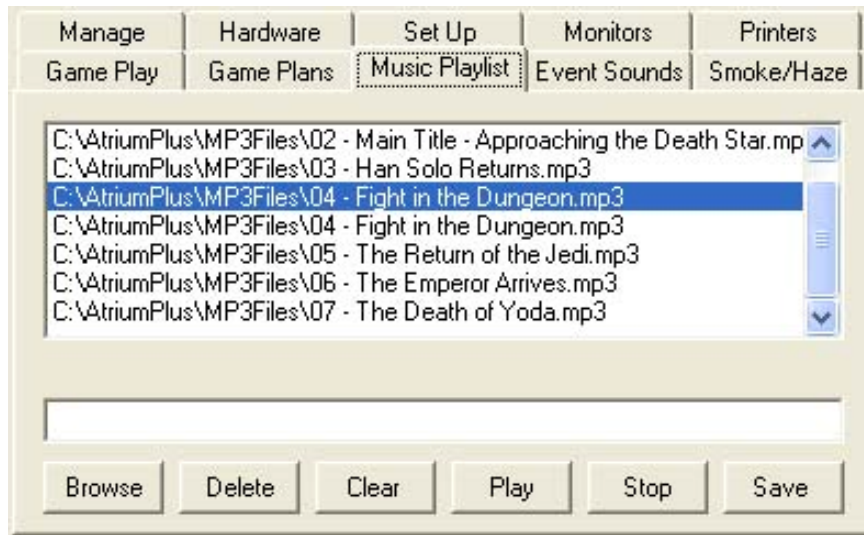 Manage Hardware Set Up Monitors Printers
Game Play Game Plans Music Playlist Event Sounds Smoke/Haze
C:\AtriumPlus\MP3Files\02 - Main Title - Approaching the Death Star.mp
C:\AtriumPlus\MP3Files\03 - Han Solo Returns.mp3
C:\AtriumPlus\MP3Files\04 - Fight in the Dungeon.mp3
C:\AtriumPlus\MP3Files\04 - Fight in the Dungeon.mp3
C:\AtriumPlus\MP3Files\05 - The Return of the Jedi.mp3
C:\AtriumPlus\MP3Files\06 - The Emperor Arrives.mp3
C:\AtriumPlus\MP3Files\07 - The Death of Yoda.mp3
Browse Delete Clear Play Stop Save